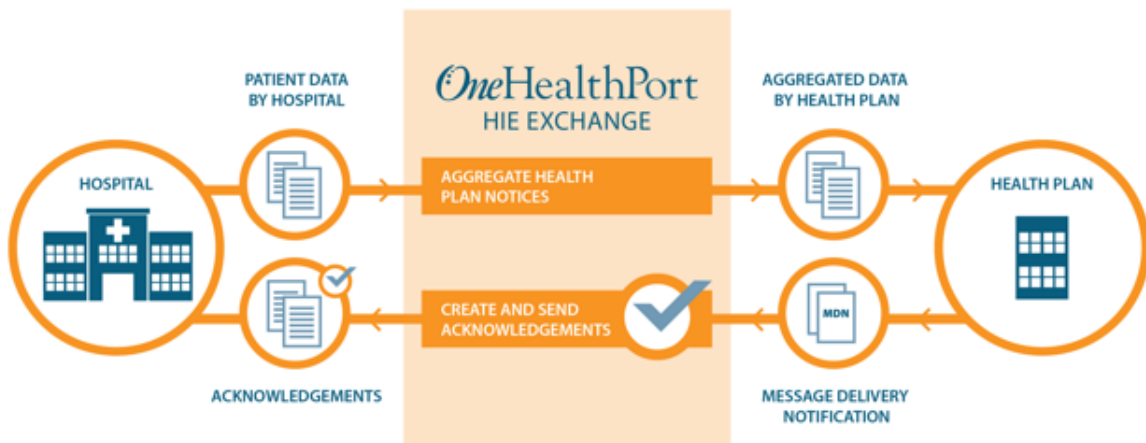 OneHealthPort
HIE EXCHANGE
PATIENT DATA
BY HOSPITAL
AGGREGATED DATA
BY HEALTH PLAN
HOSPITAL
AGGREGATE HEALTH
PLAN NOTICES
HEALTH PLAN
CREATE AND SEND
ACKNOWLEDGEMENTS
MDN
ACKNOWLEDGEMENTS
MESSAGE DELIVERY
NOTIFICATION